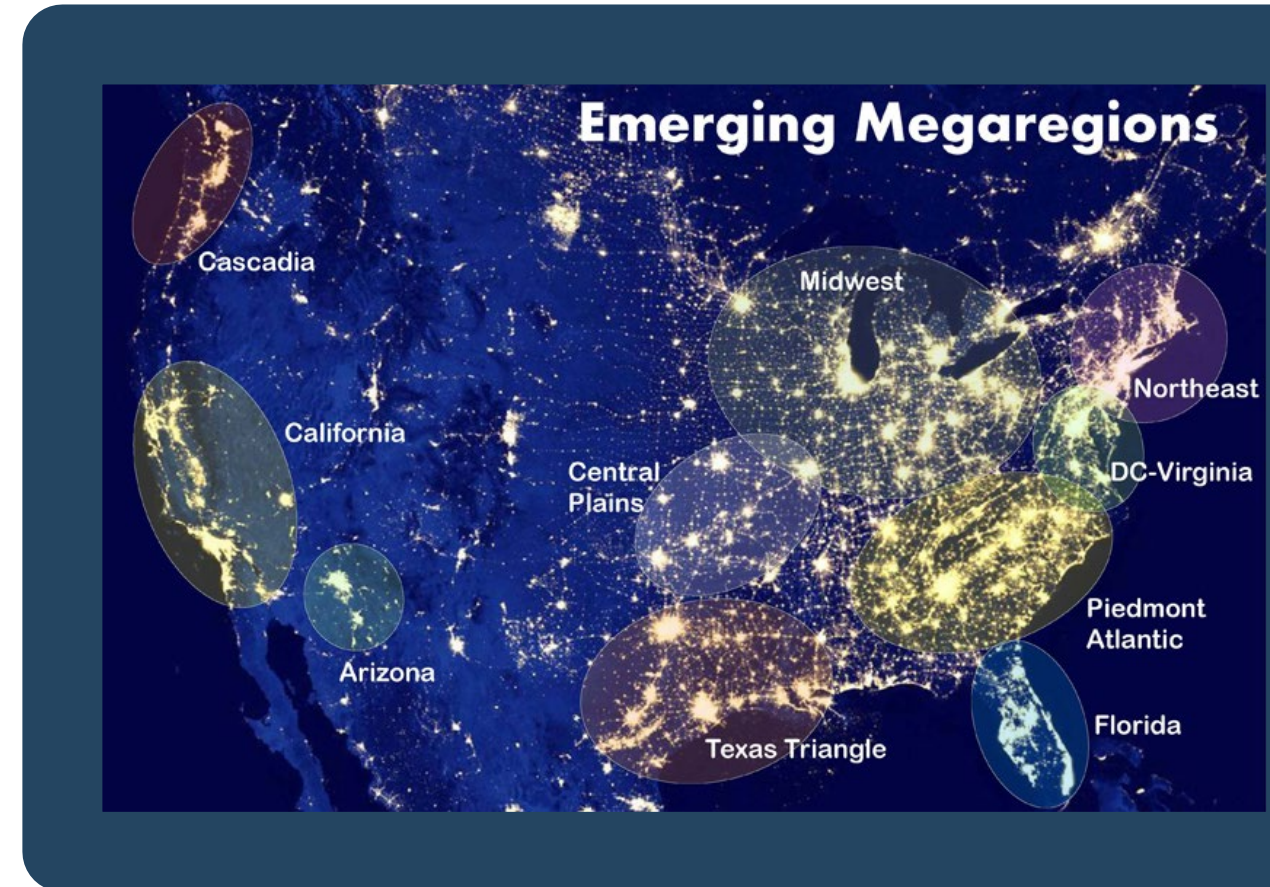 Emerging Megaregions
Cascadia
Midwest
Northeast
California
Central
Plains
DC-Virginia
Piedmont
Atlantic
Arizona
Florida
Texas Triangle